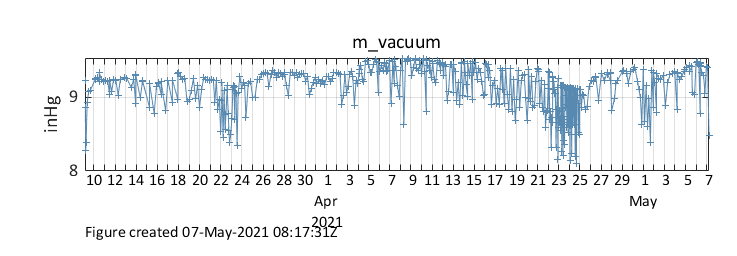 m_vacuum
inHg
9
8
10 12 14 16 18 20 22 24 26 28 30 1 3 5 7 9 11 13 15 17 19 21 23 25 27 29 1 3 5 7
Apr May
2021
Figure created 07-May-2021 08:17:31Z